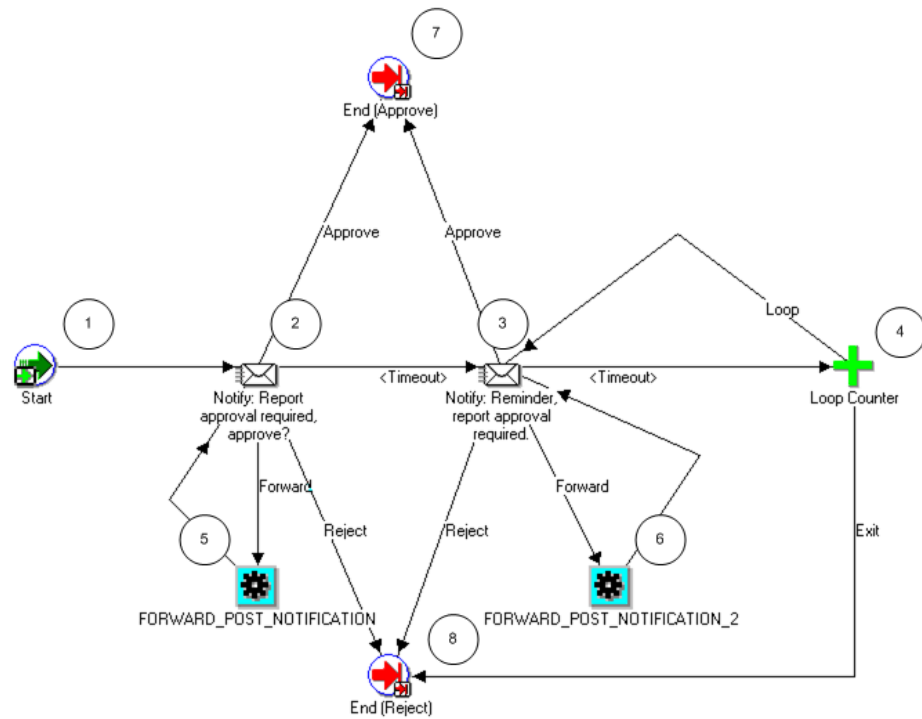 7
End (Approve)
Approve
Approve
Loop
1
2
3
4
Start
<Timeout>
<Timeout>
Notify: Report
approval required,
approve?
Notify: Reminder,
report approval
required.
Loop Counter
Forward
Forward
Reject
Reject
Exit
5
6
FORWARD_POST_NOTIFICATION
FORWARD_POST_NOTIFICATION_2
8
End (Reject)